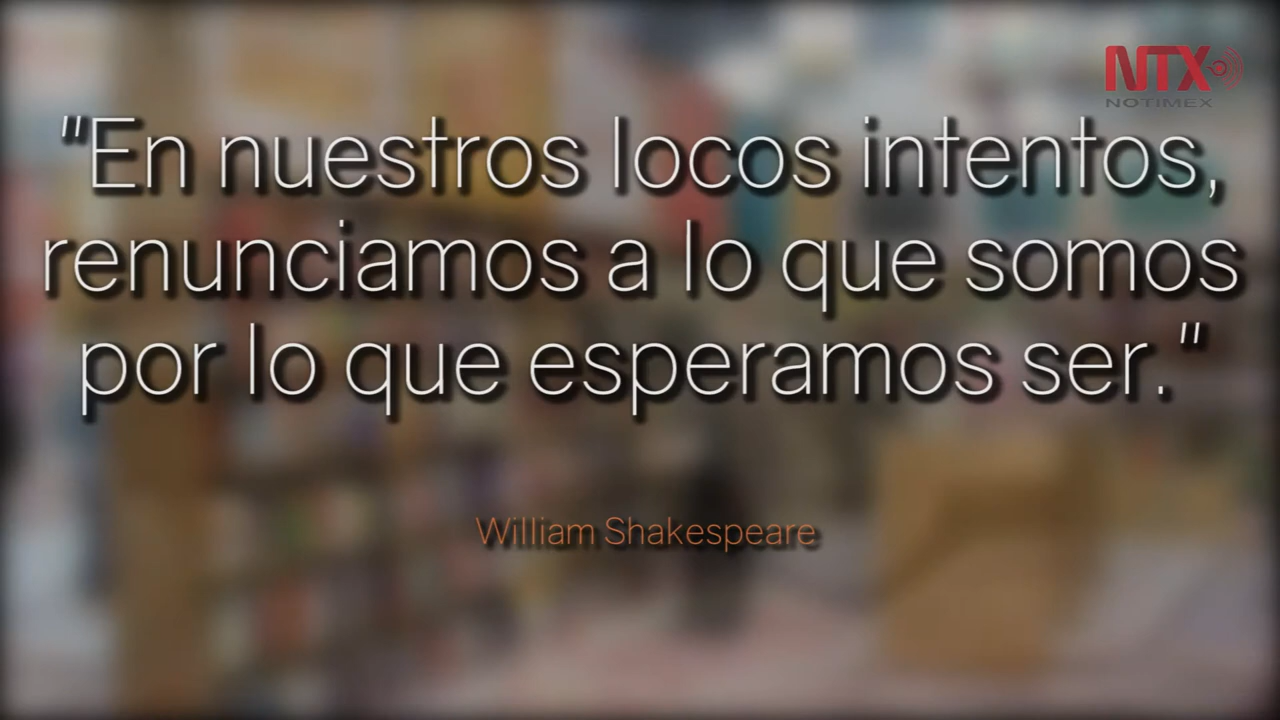 NTX
NOTIMEX
"En nuestros locos intentos,
renunciamos a lo que somos
por lo que esperamos ser."
William Shakespeare